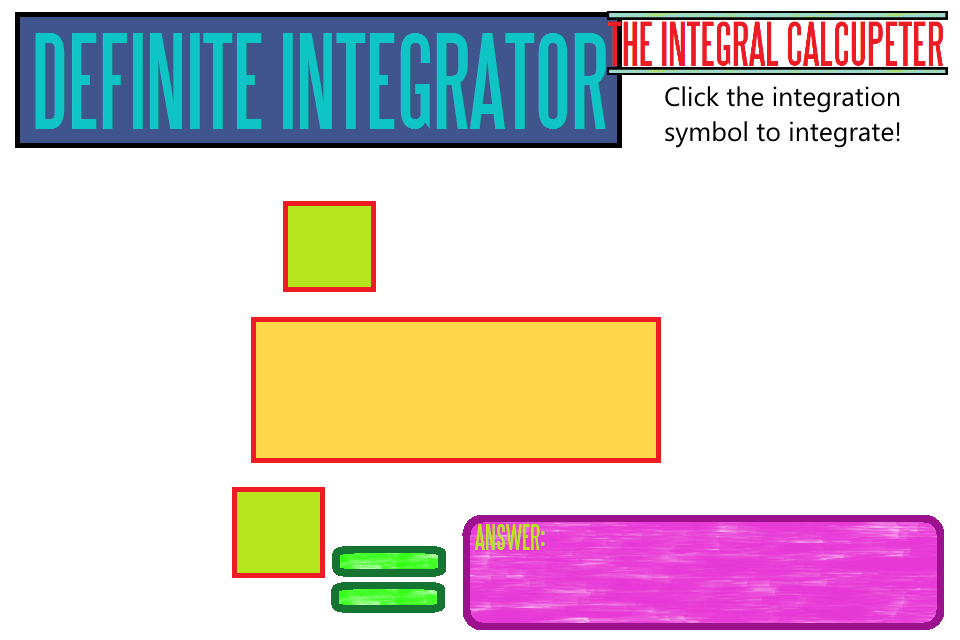 DEFINITE INTEGRATOR
THE INTEGRAL CALCUPETER
Click the integration
symbol to integrate!
ANSWER: